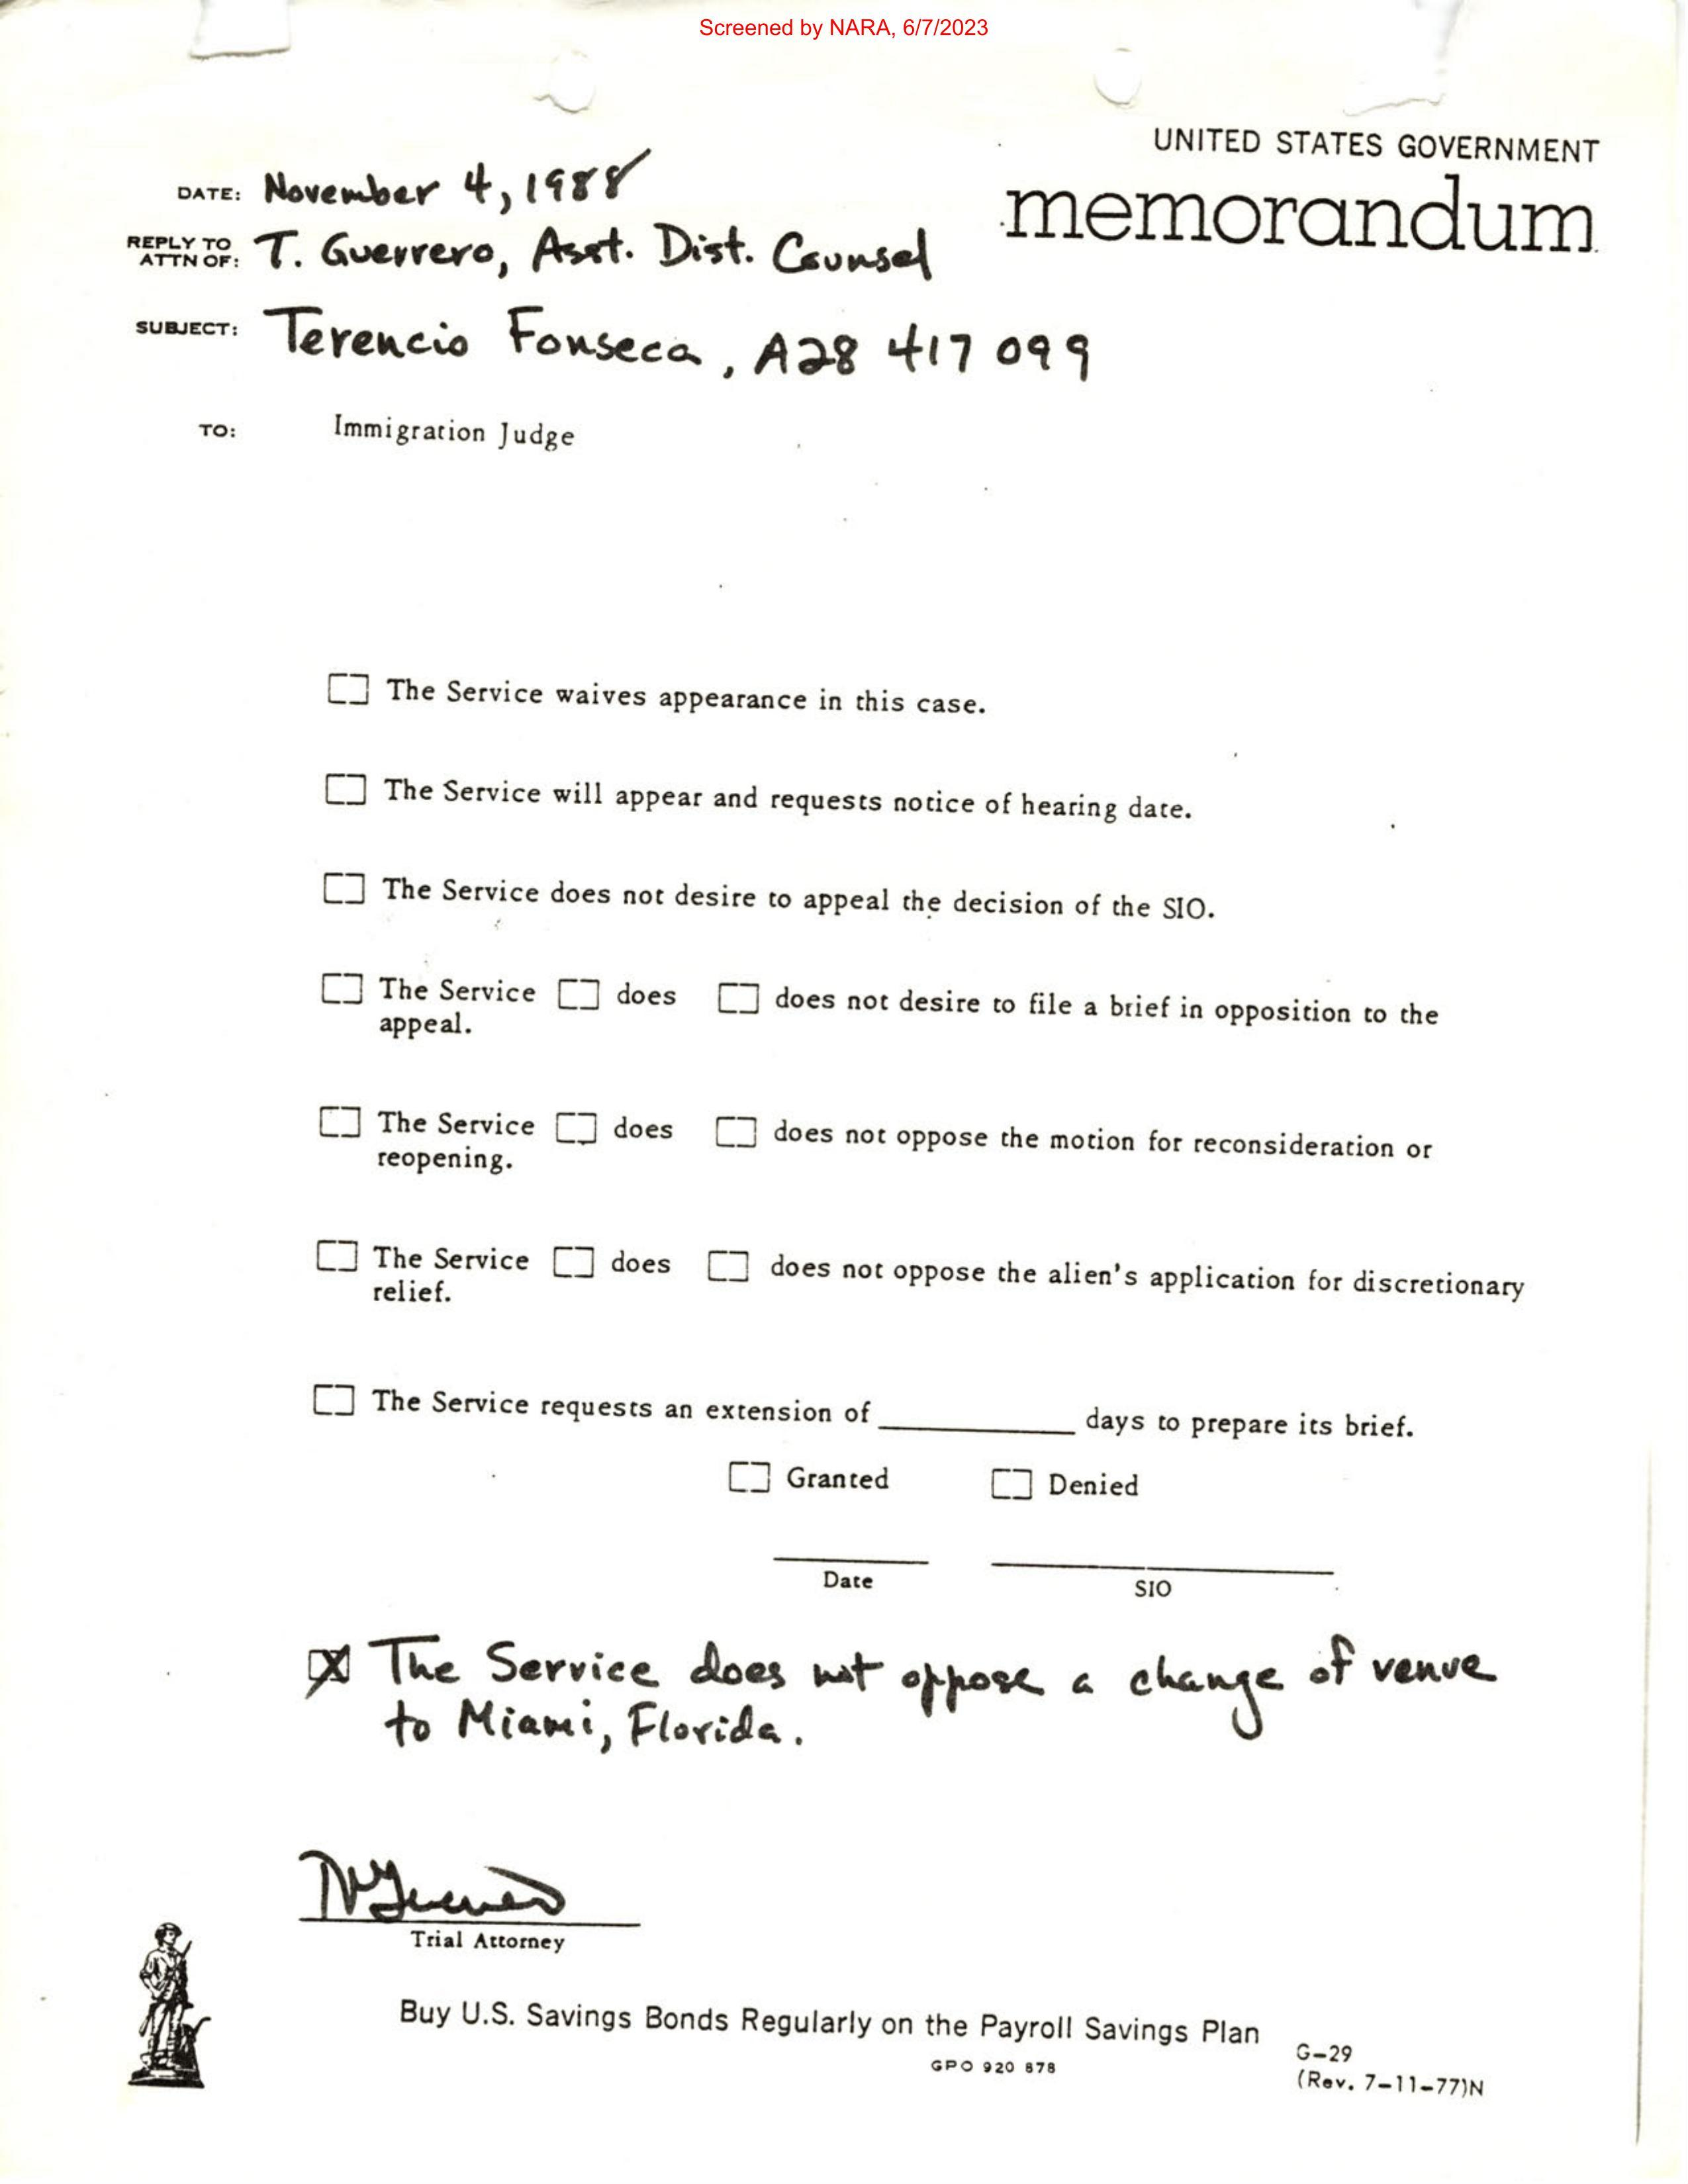 Screened by NARA, 6/7/2023
UNITED STATES GOVERNMENT
memorandum
DATE: November 4, 1988
REPLY TO
ATTN OF: T. Guerrero, Asst. Dist. Counsel
SUBJECT: Terencio Fonseca, A28 417 099
TO: Immigration Judge
The Service waives appearance in this case.
The Service will appear and requests notice of hearing date.
The Service does not desire to appeal the decision of the SIO.
The Service does does not desire to file a brief in opposition to the
appeal.
The Service does does not oppose the motion for reconsideration or
reopening.
The Service does does not oppose the alien's application for discretionary
relief.
The Service requests an extension of days to prepare its brief.
Granted Denied
Date SIO
X The Service does not oppose a change of venue
to Miami, Florida.
Trial Attorney
Buy U.S. Savings Bonds Regularly on the Payroll Savings Plan
GPO 920 878
G-29
(Rev. 7-11-77)N